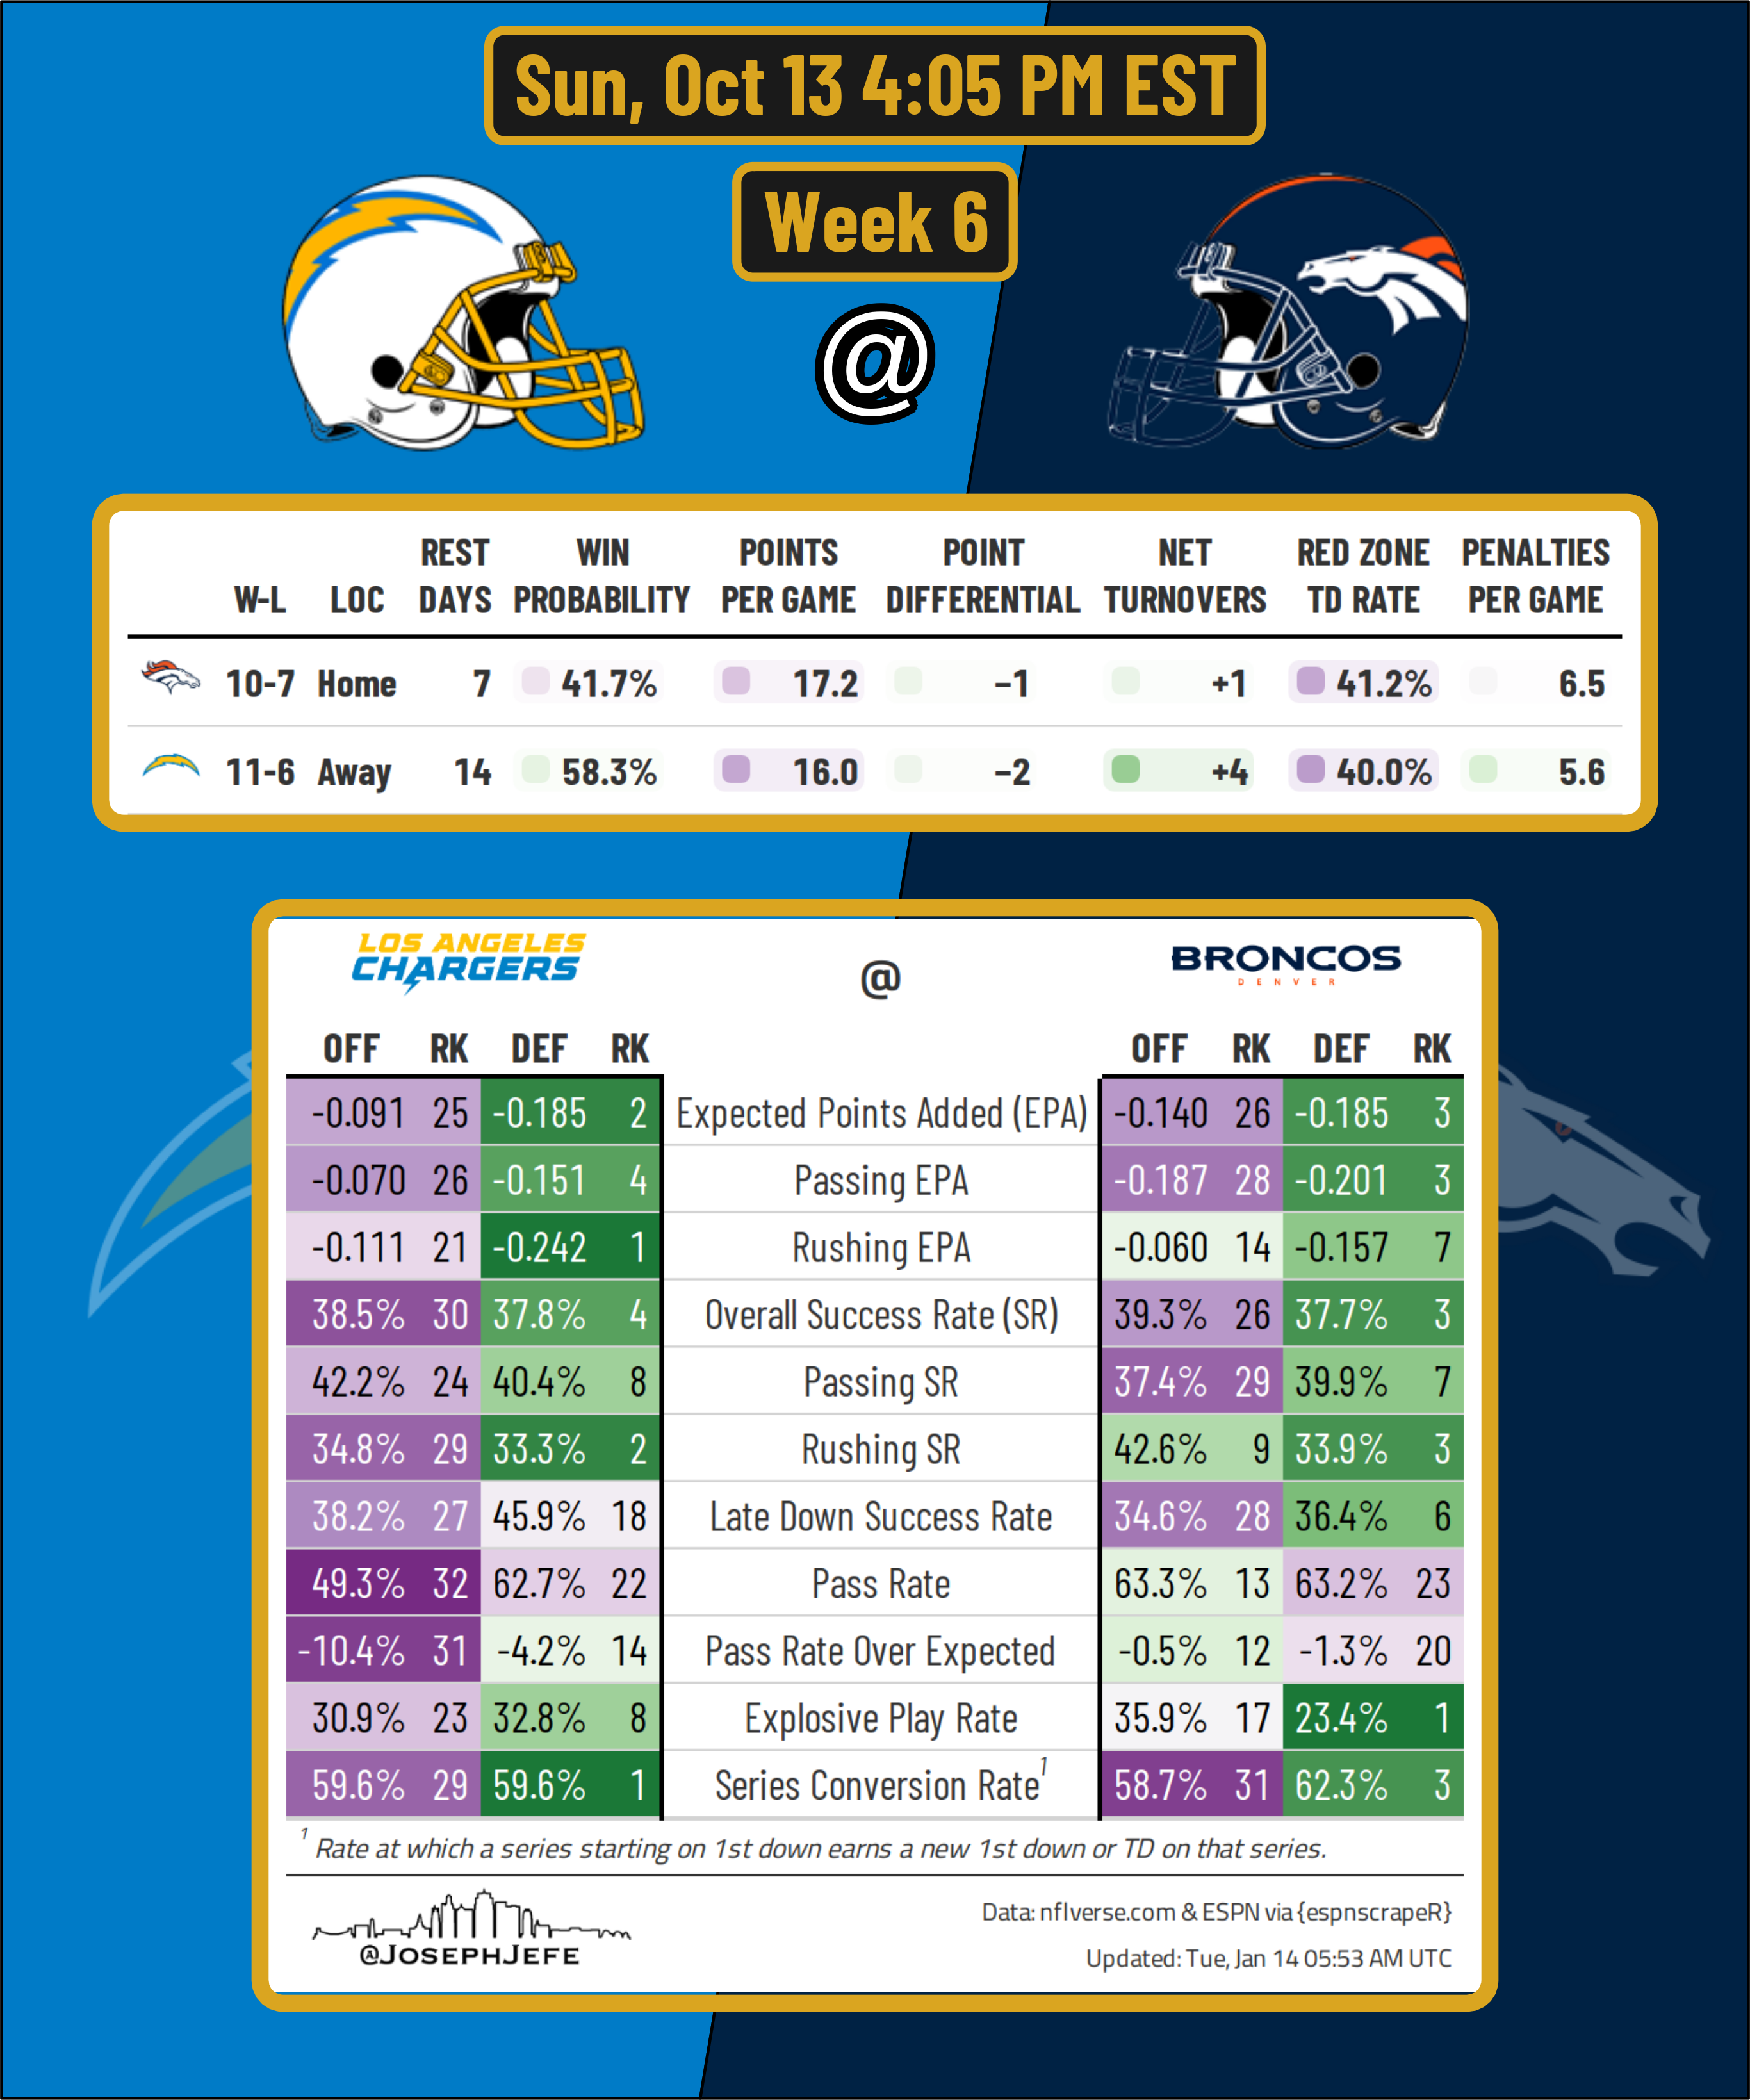 Sun, Oct 13 4:05 PM EST
Week 6
@
W-L LOC REST DAYS WIN PROBABILITY POINTS PER GAME POINT DIFFERENTIAL NET TURNOVERS RED ZONE TD RATE PENALTIES PER GAME
10-7 Home 7 41.7% 17.2 −1 +1 41.2% 6.5
11-6 Away 14 58.3% 16.0 −2 +4 40.0% 5.6
LOS ANGELES
CHARGERS
@
BRONCOS
DENVER
OFF RK DEF RK OFF RK DEF RK
-0.091 25 -0.185 2 Expected Points Added (EPA) -0.140 26 -0.185 3
-0.070 26 -0.151 4 Passing EPA -0.187 28 -0.201 3
-0.111 21 -0.242 1 Rushing EPA -0.060 14 -0.157 7
38.5% 30 37.8% 4 Overall Success Rate (SR) 39.3% 26 37.7% 3
42.2% 24 40.4% 8 Passing SR 37.4% 29 39.9% 7
34.8% 29 33.3% 2 Rushing SR 42.6% 9 33.9% 3
38.2% 27 45.9% 18 Late Down Success Rate 34.6% 28 36.4% 6
49.3% 32 62.7% 22 Pass Rate 63.3% 13 63.2% 23
-10.4% 31 -4.2% 14 Pass Rate Over Expected -0.5% 12 -1.3% 20
30.9% 23 32.8% 8 Explosive Play Rate 35.9% 17 23.4% 1
59.6% 29 59.6% 1 Series Conversion Rate¹ 58.7% 31 62.3% 3
¹ Rate at which a series starting on 1st down earns a new 1st down or TD on that series.
@JOSEPHJEFE
Data: nflverse.com & ESPN via {espnscrapeR}
Updated: Tue, Jan 14 05:53 AM UTC